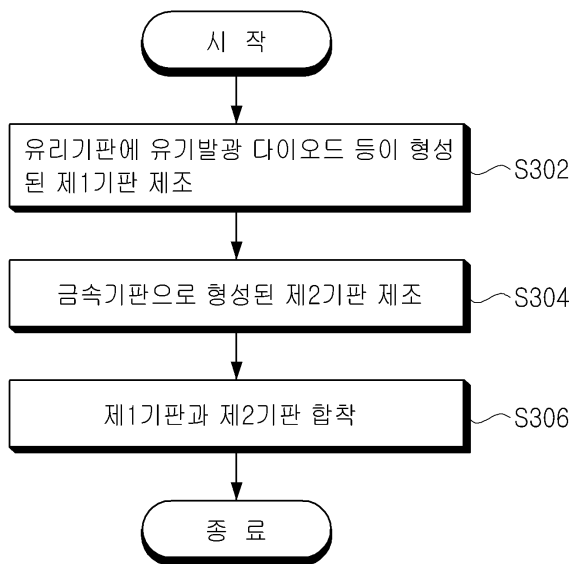 시 작
유리기판에 유기발광 다이오드 등이 형성
된 제1기판 제조
S302
금속기판으로 형성된 제2기판 제조
S304
제1기판과 제2기판 합착
S306
종 료